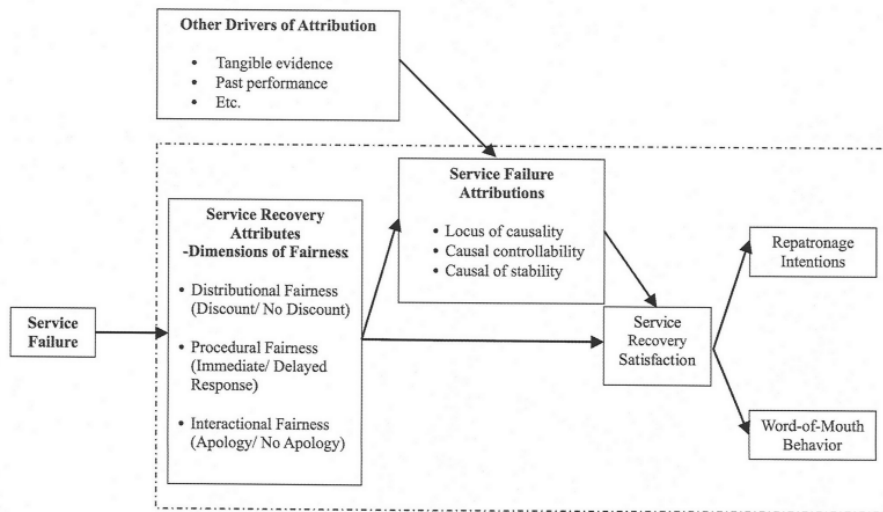 Other Drivers of Attribution
• Tangible evidence
• Past performance
• Etc.
Service Failure
Attributions
• Locus of causality
• Causal controllability
• Causal of stability
Service Recovery
Attributes
-Dimensions of Fairness
• Distributional Fairness
(Discount/ No Discount)
• Procedural Fairness
(Immediate/ Delayed
Response)
• Interactional Fairness
(Apology/ No Apology)
Service
Failure
Service
Recovery
Satisfaction
Repatronage
Intentions
Word-of-Mouth
Behavior